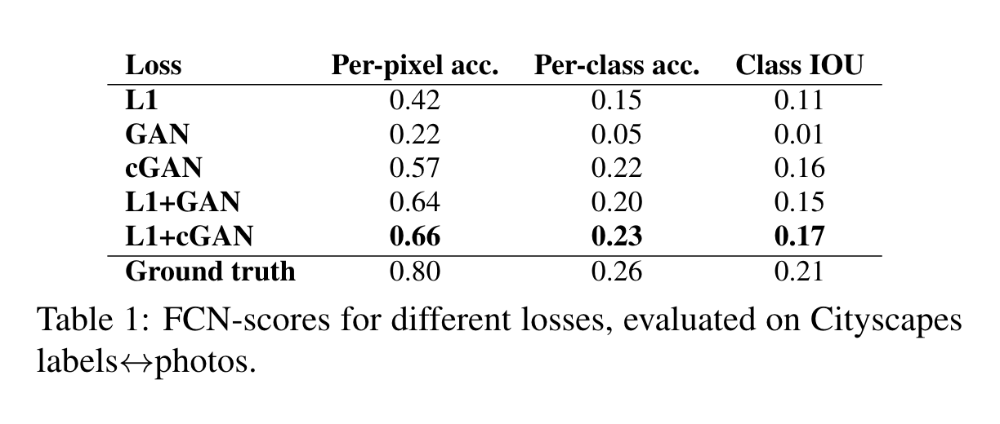 Loss Per-pixel acc. Per-class acc. Class IOU
L1 0.42 0.15 0.11
GAN 0.22 0.05 0.01
cGAN 0.57 0.22 0.16
L1+GAN 0.64 0.20 0.15
L1+cGAN 0.66 0.23 0.17
Ground truth 0.80 0.26 0.21
Table 1: FCN-scores for different losses, evaluated on Cityscapes
labels↔photos.